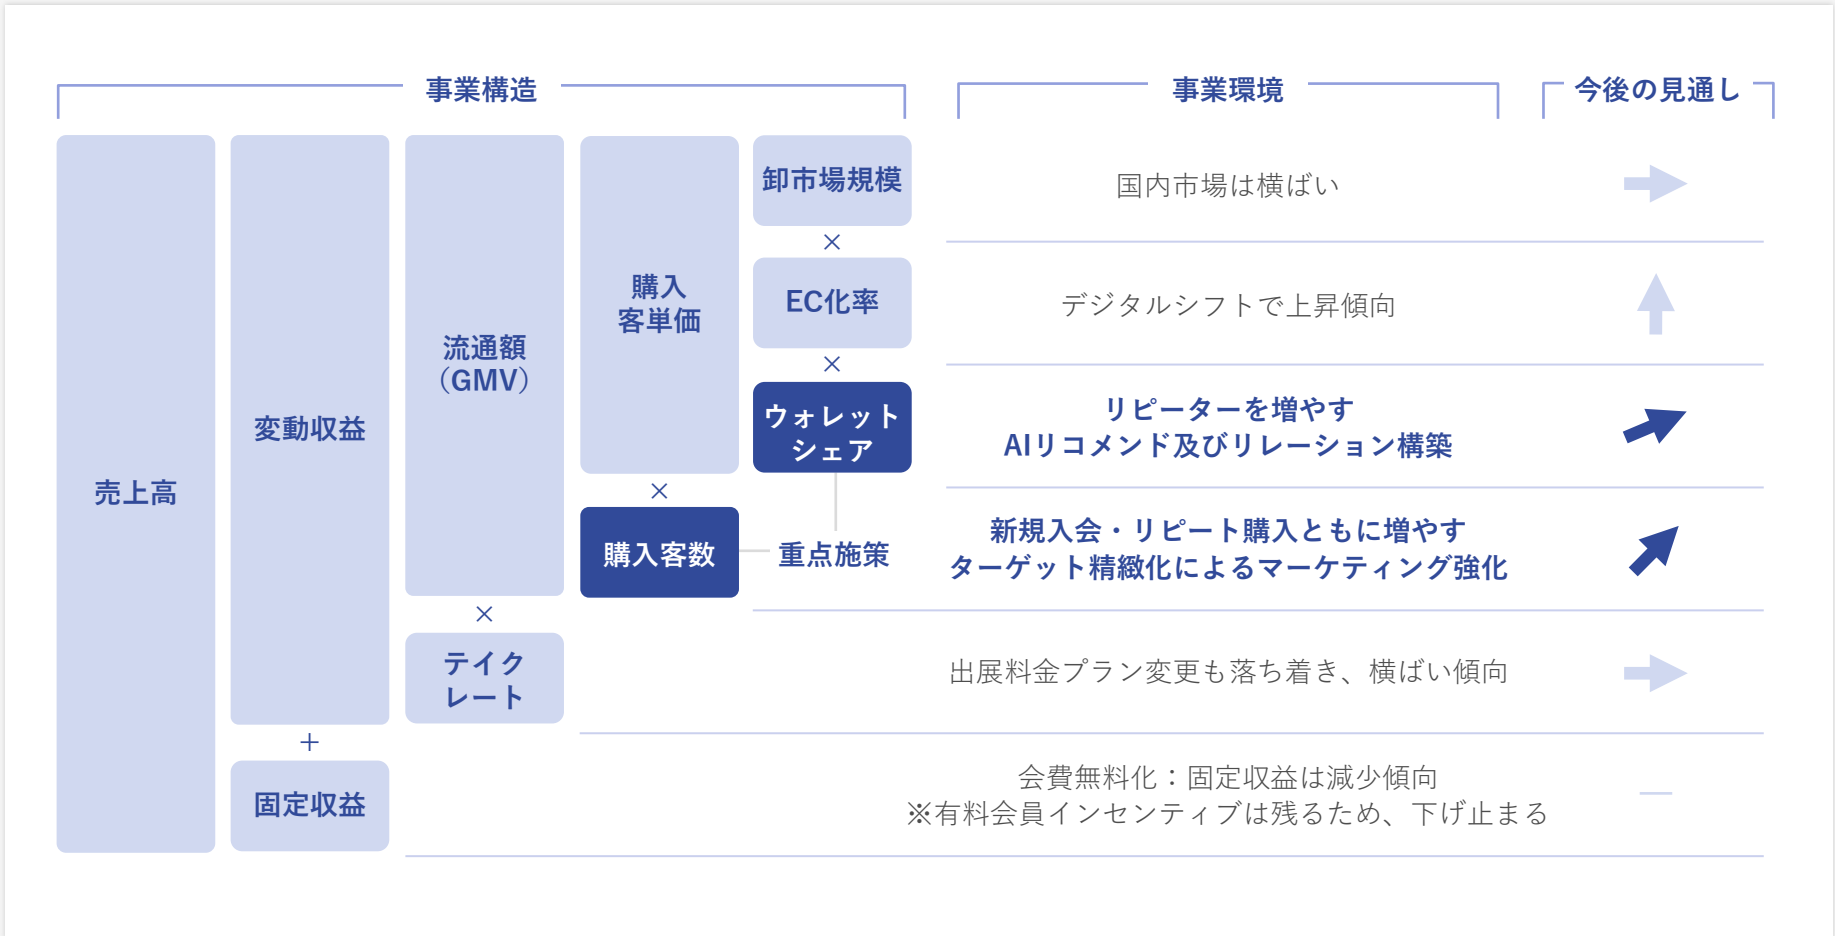 事業構造
事業環境
今後の見通し
売上高
変動収益
＋
固定収益
流通額
（GMV）
×
テイク
レート
購入
客単価
×
購入客数
卸市場規模
×
EC化率
×
ウォレット
シェア
重点施策
国内市場は横ばい
デジタルシフトで上昇傾向
リピーターを増やす
AIリコメンド及びリレーション構築
新規入会・リピート購入ともに増やす
ターゲット精緻化によるマーケティング強化
出展料金プラン変更も落ち着き、横ばい傾向
会費無料化：固定収益は減少傾向
※有料会員インセンティブは残るため、下げ止まる